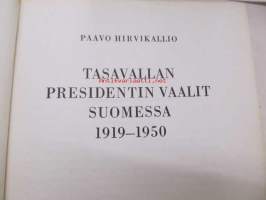 PAAVO HIRVIKALLIO
TASAVALLAN
PRESIDENTIN VAALIT
SUOMESSA
1919–1950